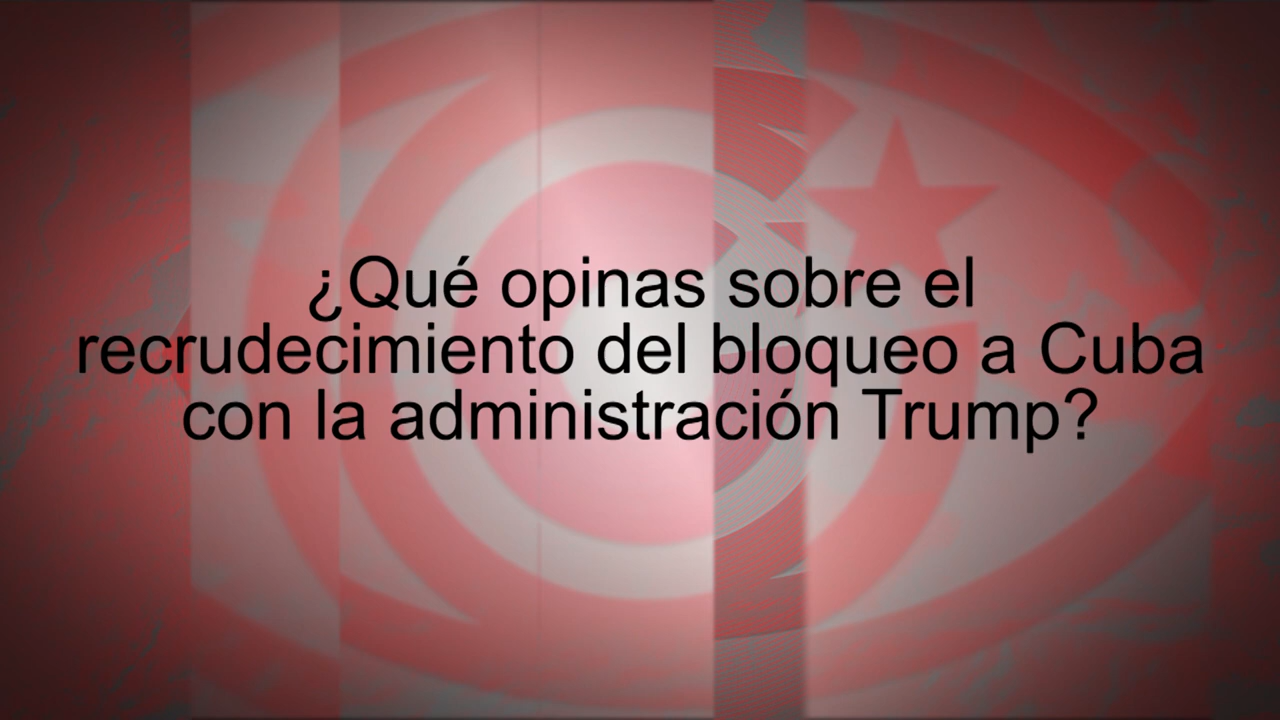 ¿Qué opinas sobre el
recrudecimiento del bloqueo a Cuba
con la administración Trump?